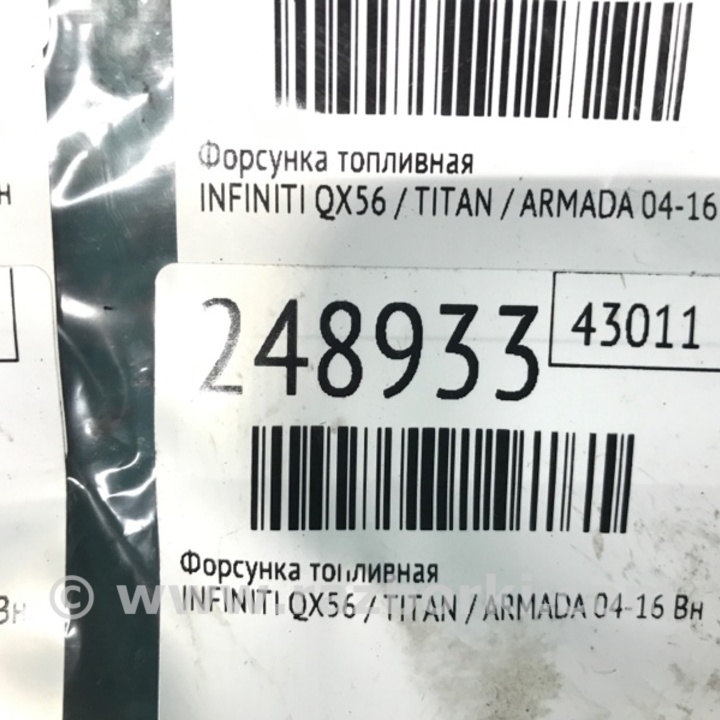 Форсунка топливная
INFINITI QX56 / TITAN / ARMADA 04-16
н
248933
43011
Форсунка топливная
INFINITI QX56 / TITAN / ARMADA 04-16 Вн
Вн